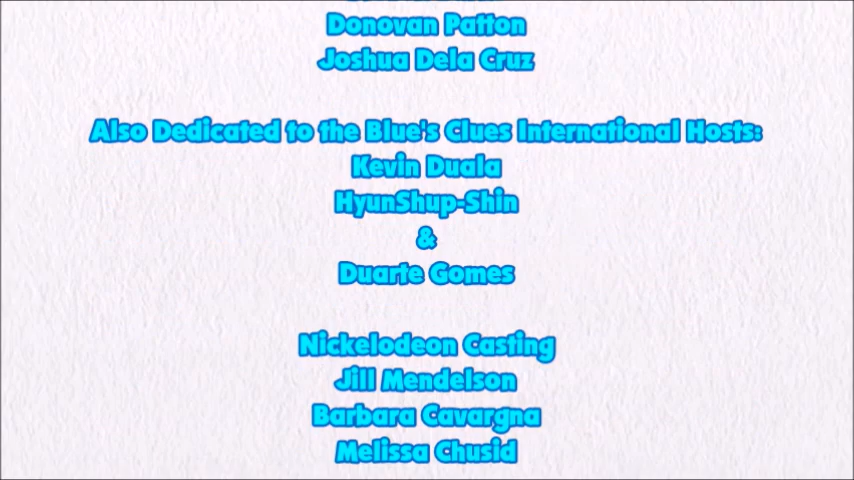 Donovan Patton
Joshua Dela Cruz
Also Dedicated to the Blue's Clues International Hosts:
Kevin Duala
HyunShup-Shin
&
Duarte Gomes
Nickelodeon Casting
Jill Mendelson
Barbara Cavargna
Melissa Chusid